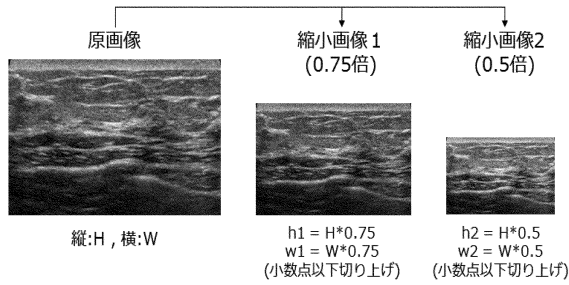 原画像
縮小画像1
(0.75倍)
縮小画像2
(0.5倍)
縦:H , 横:W
h1 = H*0.75
w1 = W*0.75
(小数点以下切り上げ)
h2 = H*0.5
w2 = W*0.5
(小数点以下切り上げ)